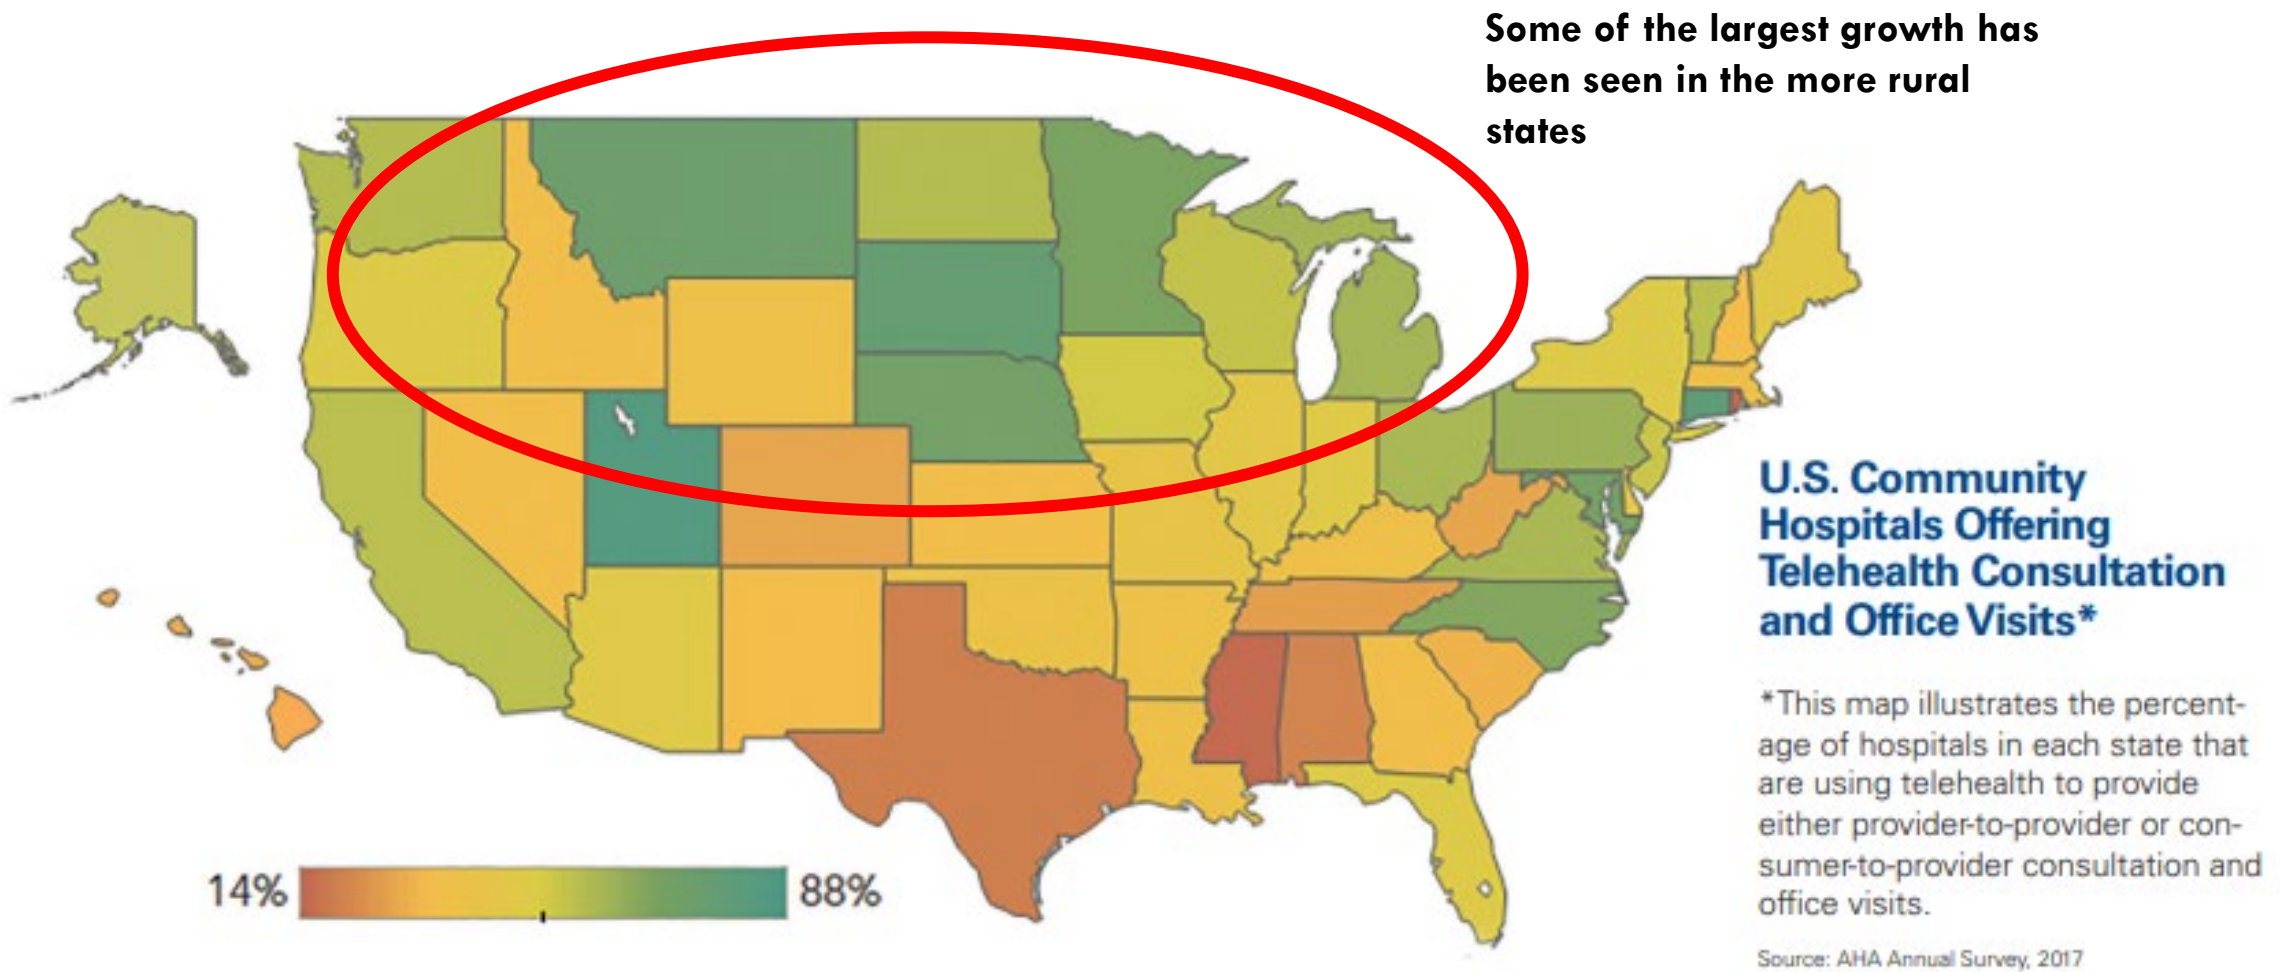 Some of the largest growth has
been seen in the more rural
states
U.S. Community
Hospitals Offering
Telehealth Consultation
and Office Visits*
*This map illustrates the percent-
age of hospitals in each state that
are using telehealth to provide
either provider-to-provider or con-
sumer-to-provider consultation and
office visits.
Source: AHA Annual Survey, 2017
14% 88%